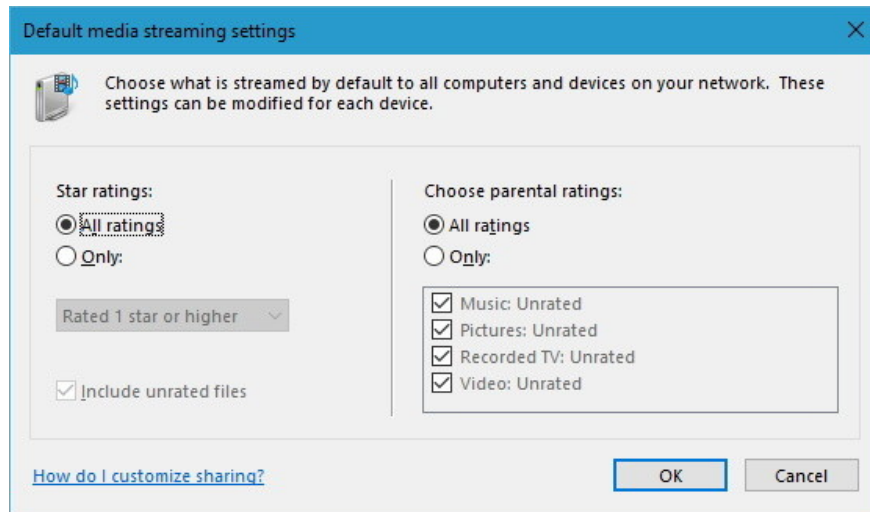 Default media streaming settings
Choose what is streamed by default to all computers and devices on your network. These
settings can be modified for each device.
Star ratings:
All ratings
Only:
Rated 1 star or higher
Include unrated files
Choose parental ratings:
All ratings
Only:
Music: Unrated
Pictures: Unrated
Recorded TV: Unrated
Video: Unrated
How do I customize sharing?
OK
Cancel